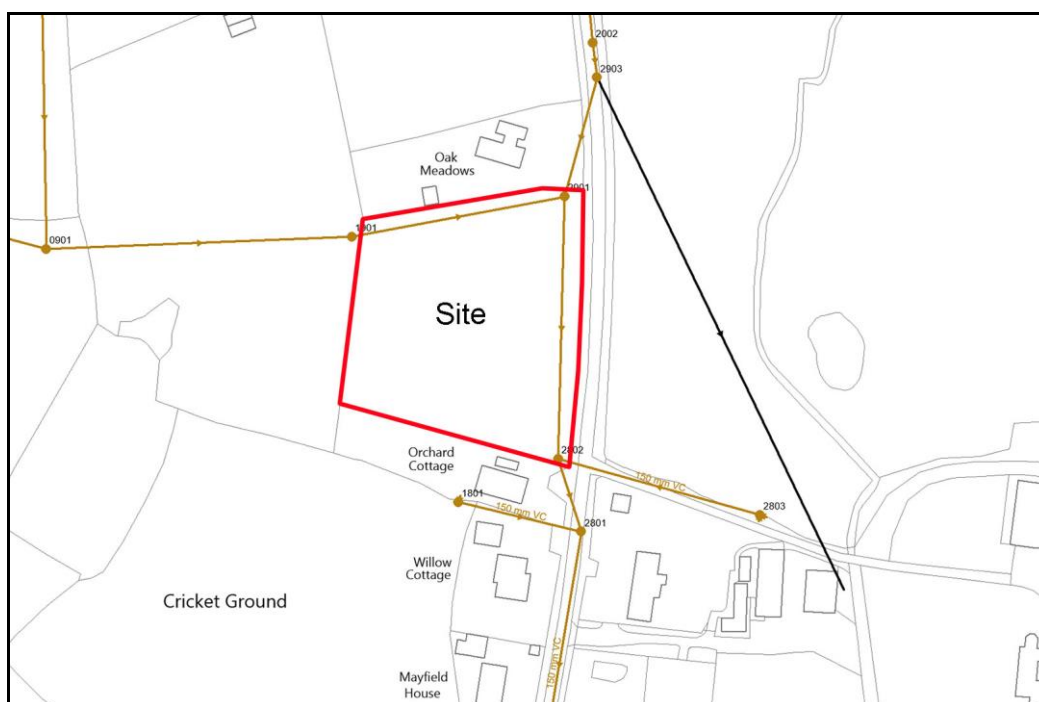 2002
2903
Oak
Meadows
2001
1901
0901
Site
2802
Orchard
Cottage
1801
150 mm VC
150 mm VC
2803
2801
Willow
Cottage
Cricket Ground
150 mm VC
Mayfield
House